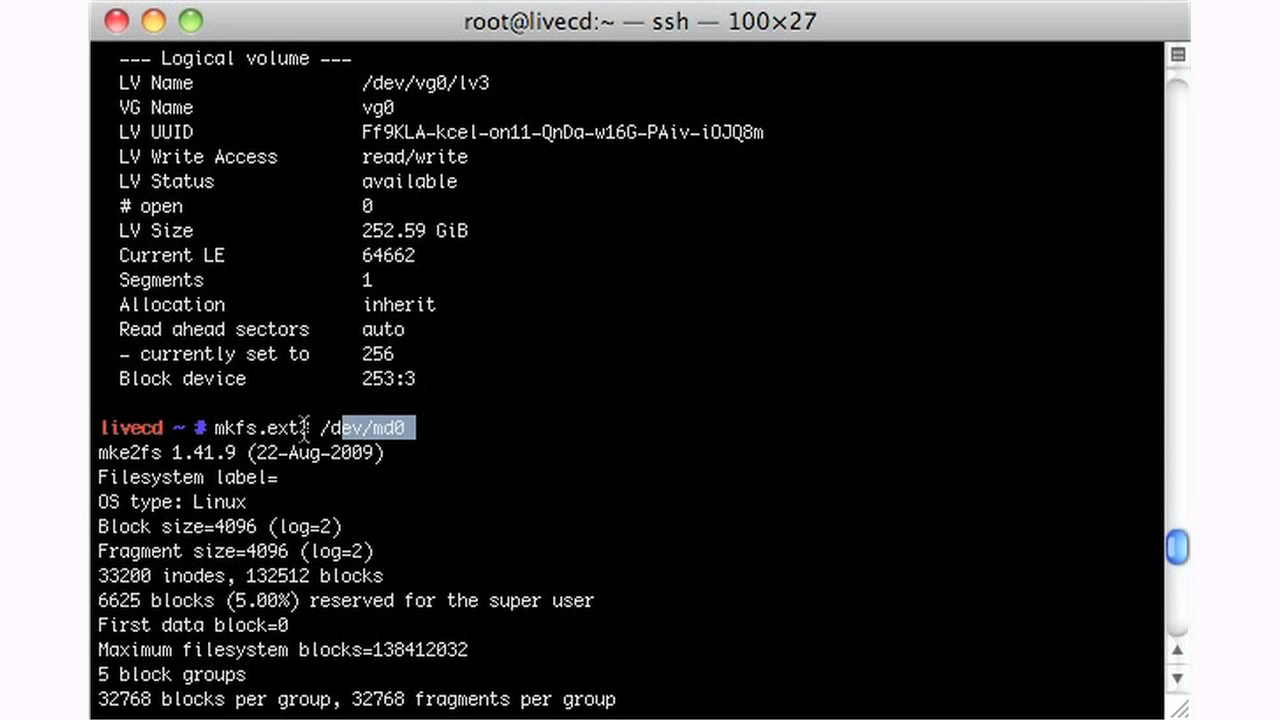 root@livecd:~ — ssh — 100×27
--- Logical volume ---
LV Name /dev/vg0/lv3
VG Name vg0
LV UUID Ff9KLA-kcel-on11-QnDa-w16G-PAiv-iOJQ8m
LV Write Access read/write
LV Status available
# open 0
LV Size 252.59 GiB
Current LE 64662
Segments 1
Allocation inherit
Read ahead sectors auto
- currently set to 256
Block device 253:3
livecd ~ # /dev/md0
mke2fs 1.41.9 (22-Aug-2009)
Filesystem label=
OS type: Linux
Block size=4096 (log=2)
Fragment size=4096 (log=2)
33200 inodes, 132512 blocks
6625 blocks (5.00%) reserved for the super user
First data block=0
Maximum filesystem blocks=138412032
5 block groups
32768 blocks per group, 32768 fragments per group